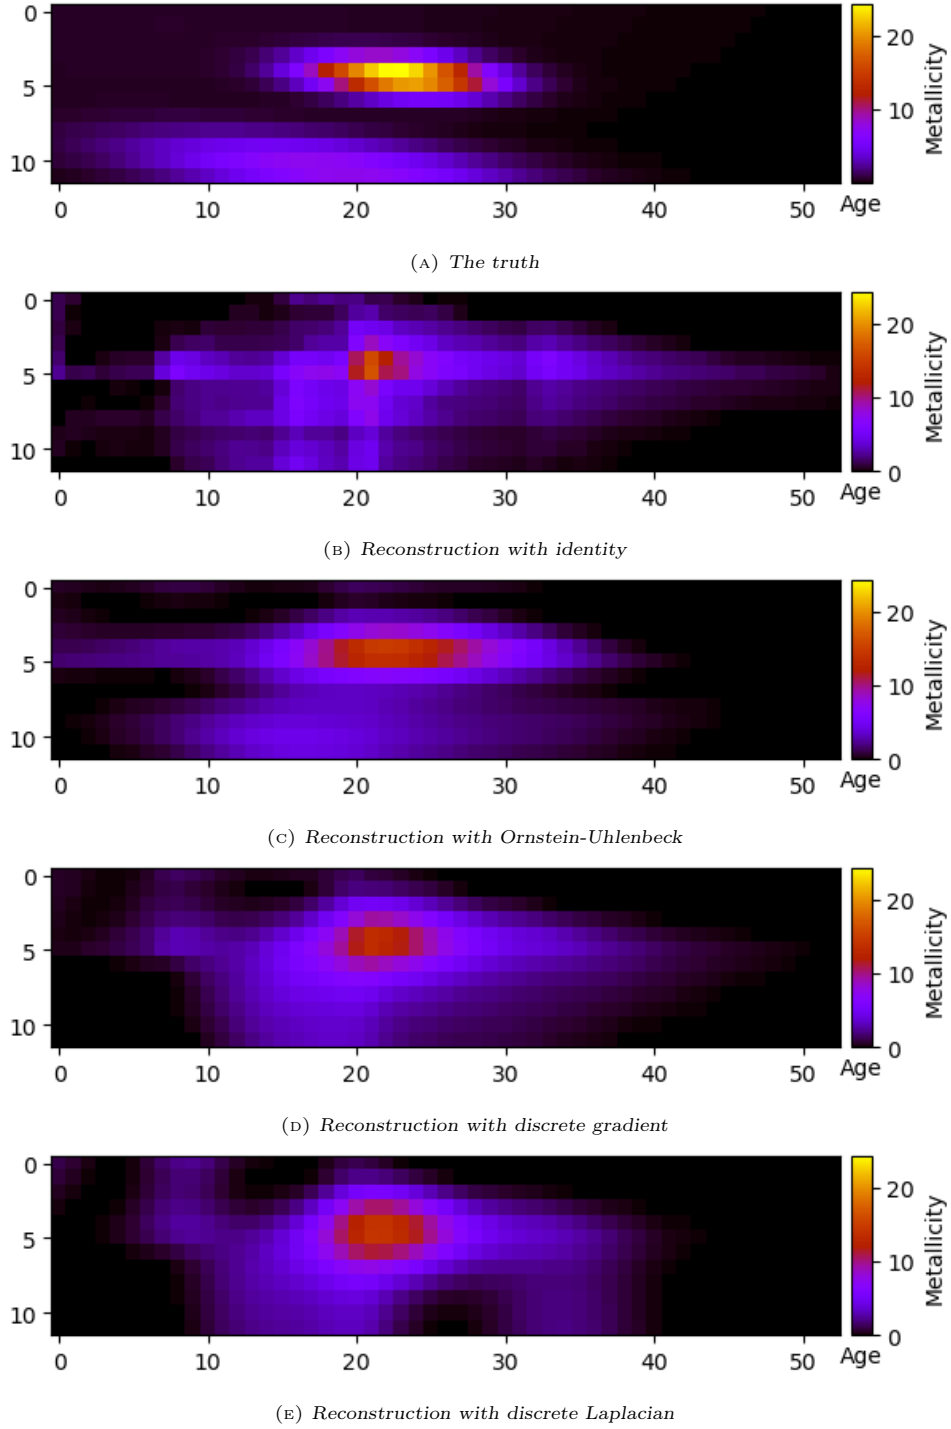 0
5
10
0 10 20 30 40 50 Age
20
10
Metallicity
(A) The truth
0
5
10
0 10 20 30 40 50 Age
20
10
0
Metallicity
(B) Reconstruction with identity
0
5
10
0 10 20 30 40 50 Age
20
10
0
Metallicity
(C) Reconstruction with Ornstein-Uhlenbeck
0
5
10
0 10 20 30 40 50 Age
20
10
0
Metallicity
(D) Reconstruction with discrete gradient
0
5
10
0 10 20 30 40 50 Age
20
10
0
Metallicity
(E) Reconstruction with discrete Laplacian